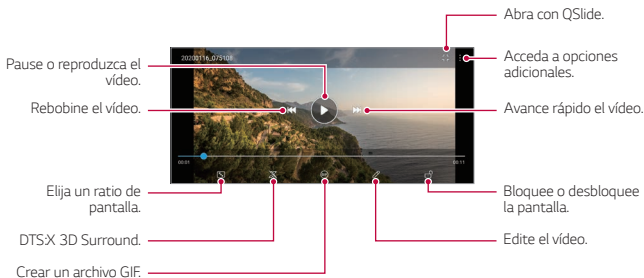 Abra con QSlide.
20200116_075108
Pause o reproduzca el
vídeo.
Acceda a opciones
adicionales.
Rebobine el vídeo.
Avance rápido el vídeo.
00:01
08:11
Elija un ratio de
pantalla.
Bloquee o desbloquee
la pantalla.
DTS:X 3D Surround.
Edite el vídeo.
Crear un archivo GIF.